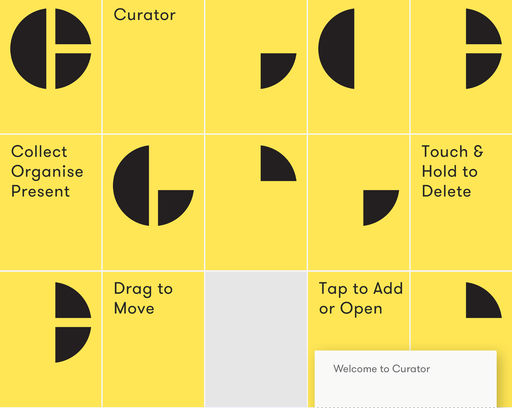 Curator
Collect
Organise
Present
Touch &
Hold to
Delete
Drag to
Move
Tap to Add
or Open
Welcome to Curator